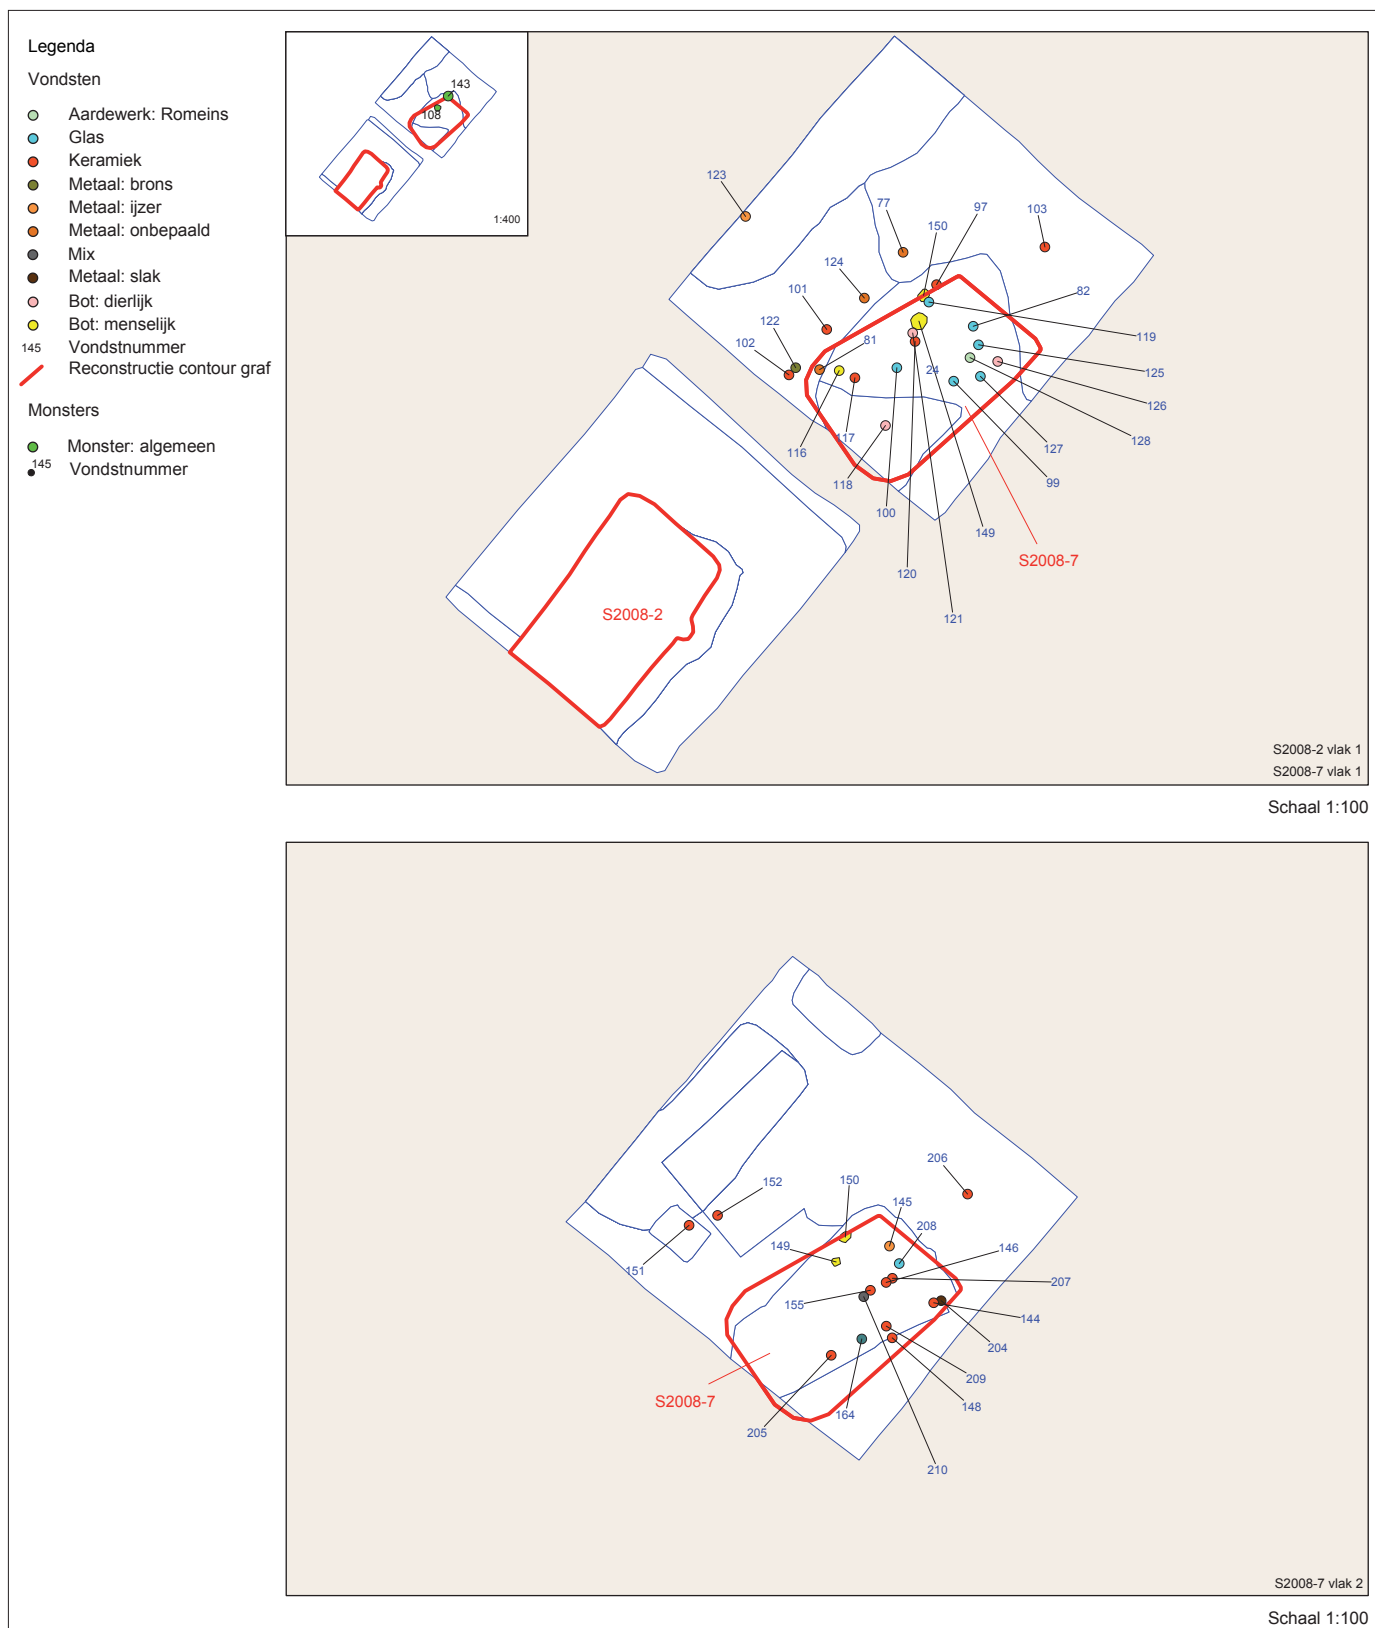 Legenda
Vondsten
Aardewerk: Romeins
Glas
Keramiek
Metaal: brons
Metaal: ijzer
Metaal: onbepaald
Mix
Metaal: slak
Bot: dierlijk
Bot: menselijk
145 Vondstnummer
Reconstructie contour graf
Monsters
Monster: algemeen
145 Vondstnummer
143
108
1:400
123
77
150
97
103
124
82
101
119
122
81
125
102
24
126
117
128
116
127
118
99
100
149
S2008-7
120
121
S2008-2
S2008-2 vlak 1
S2008-7 vlak 1
Schaal 1:100
206
152
150
145
208
149
146
151
207
155
144
204
209
S2008-7
148
164
205
210
S2008-7 vlak 2
Schaal 1:100